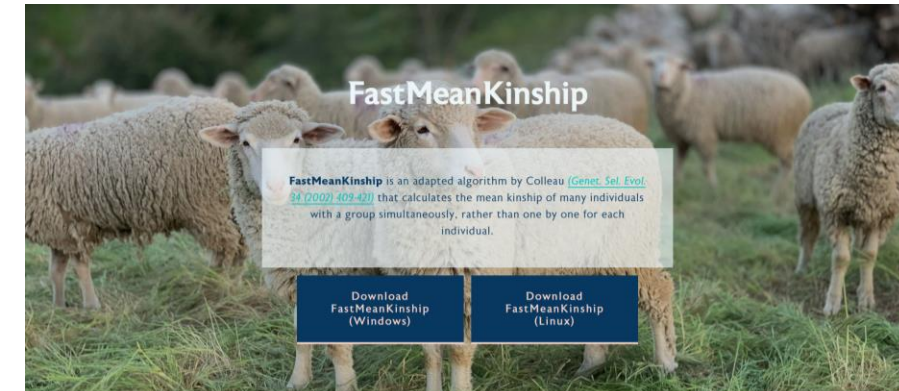 FastMeanKinship
FastMeanKinship is an adapted algorithm by Colleau (Genet. Sel. Evol.
34 (2002) 409-421) that calculates the mean kinship of many individuals
with a group simultaneously, rather than one by one for each
individual.
Download
FastMeanKinship
(Windows)
Download
FastMeanKinship
(Linux)